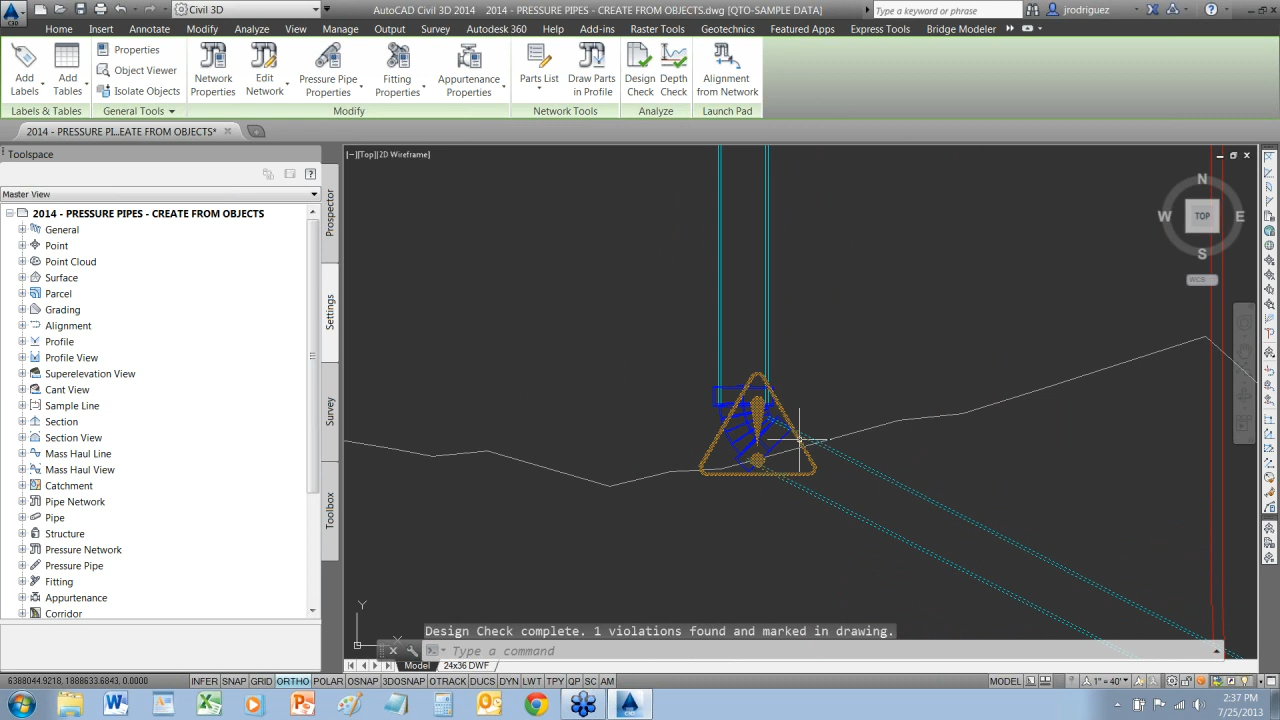 Civil 3D
AutoCAD Civil 3D 2014   2014 - PRESSURE PIPES - CREATE FROM OBJECTS.dwg [QTO-SAMPLE DATA]
Type a keyword or phrase
jrodriguez
Home Insert Annotate Modify View Analyze Manage Output Survey Autodesk 360 Help Add-ins Raster Tools Geotechnics Featured Apps Express Tools Bridge Modeler
Add Labels
Add Tables
Properties
Object Viewer
Isolate Objects
Network Properties
Edit Network
Pressure Pipe Properties
Fitting Properties
Appurtenance Properties
Parts List
Draw Parts in Profile
Design Check
Depth Check
Alignment from Network
Labels & Tables General Tools Modify Network Tools Analyze Launch Pad
2014 - PRESSURE PI...EATE FROM OBJECTS*
Toolspace
[−][Top][2D Wireframe]
Master View
2014 - PRESSURE PIPES - CREATE FROM OBJECTS
General
Point
Point Cloud
Surface
Parcel
Grading
Alignment
Profile
Profile View
Superelevation View
Cant View
Sample Line
Section
Section View
Mass Haul Line
Mass Haul View
Catchment
Pipe Network
Pipe
Structure
Pressure Network
Pressure Pipe
Fitting
Appurtenance
Corridor
Prospector
Settings
Survey
Toolbox
N
W TOP E
S
WCS
Y
X
Design Check complete. 1 violations found and marked in drawing.
Type a command
Model 24x36 DWF
6388044.9218, 1888633.6843, 0.0000 INFER SNAP GRID ORTHO POLAR OSNAP 3DOSNAP OTRACK DUCS DYN LWT TPY QP SC AM MODEL 1" = 40'
2:37 PM
7/25/2013